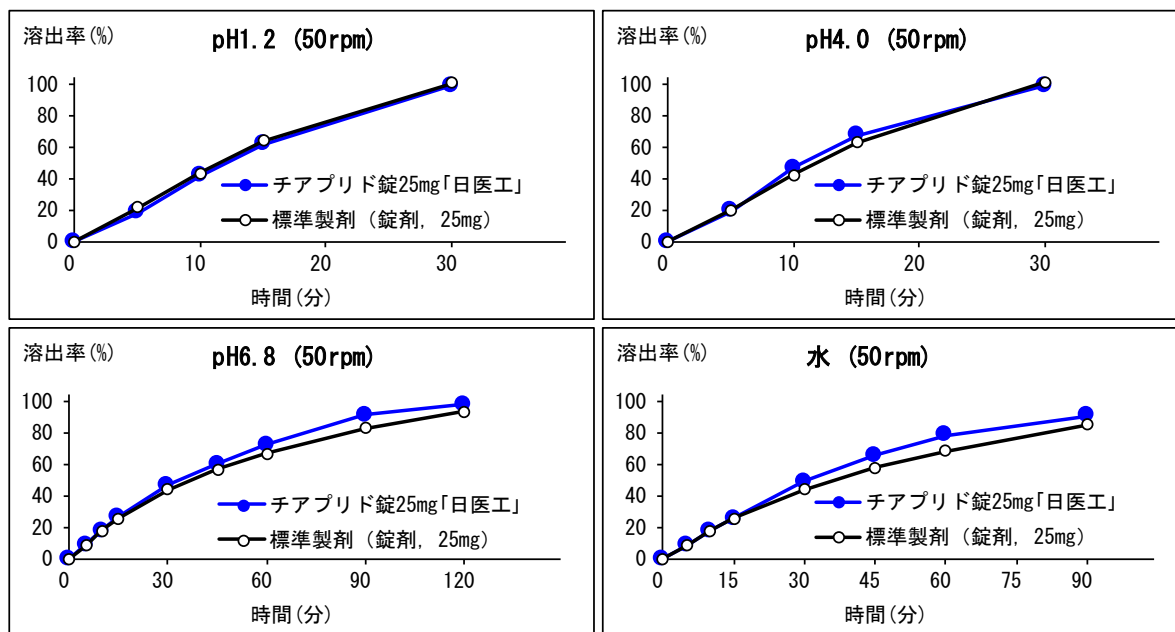 溶出率(%)
pH1.2 (50rpm)
100
80
60
40
20
0
チアプリド錠25mg「日医工」
標準製剤（錠剤, 25mg）
0
10
20
30
時間(分)
溶出率(%)
pH4.0 (50rpm)
100
80
60
40
20
0
チアプリド錠25mg「日医工」
標準製剤（錠剤, 25mg）
0
10
20
30
時間(分)
溶出率(%)
pH6.8 (50rpm)
100
80
60
40
20
0
チアプリド錠25mg「日医工」
標準製剤（錠剤, 25mg）
0
30
60
90
120
時間(分)
溶出率(%)
水 (50rpm)
100
80
60
40
20
0
チアプリド錠25mg「日医工」
標準製剤（錠剤, 25mg）
0
15
30
45
60
75
90
時間(分)